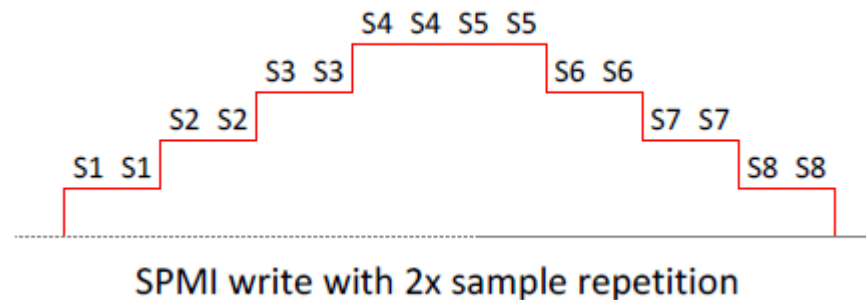 S4 S4 S5 S5
S3 S3 S6 S6
S2 S2 S7 S7
S1 S1 S8 S8
SPMI write with 2x sample repetition